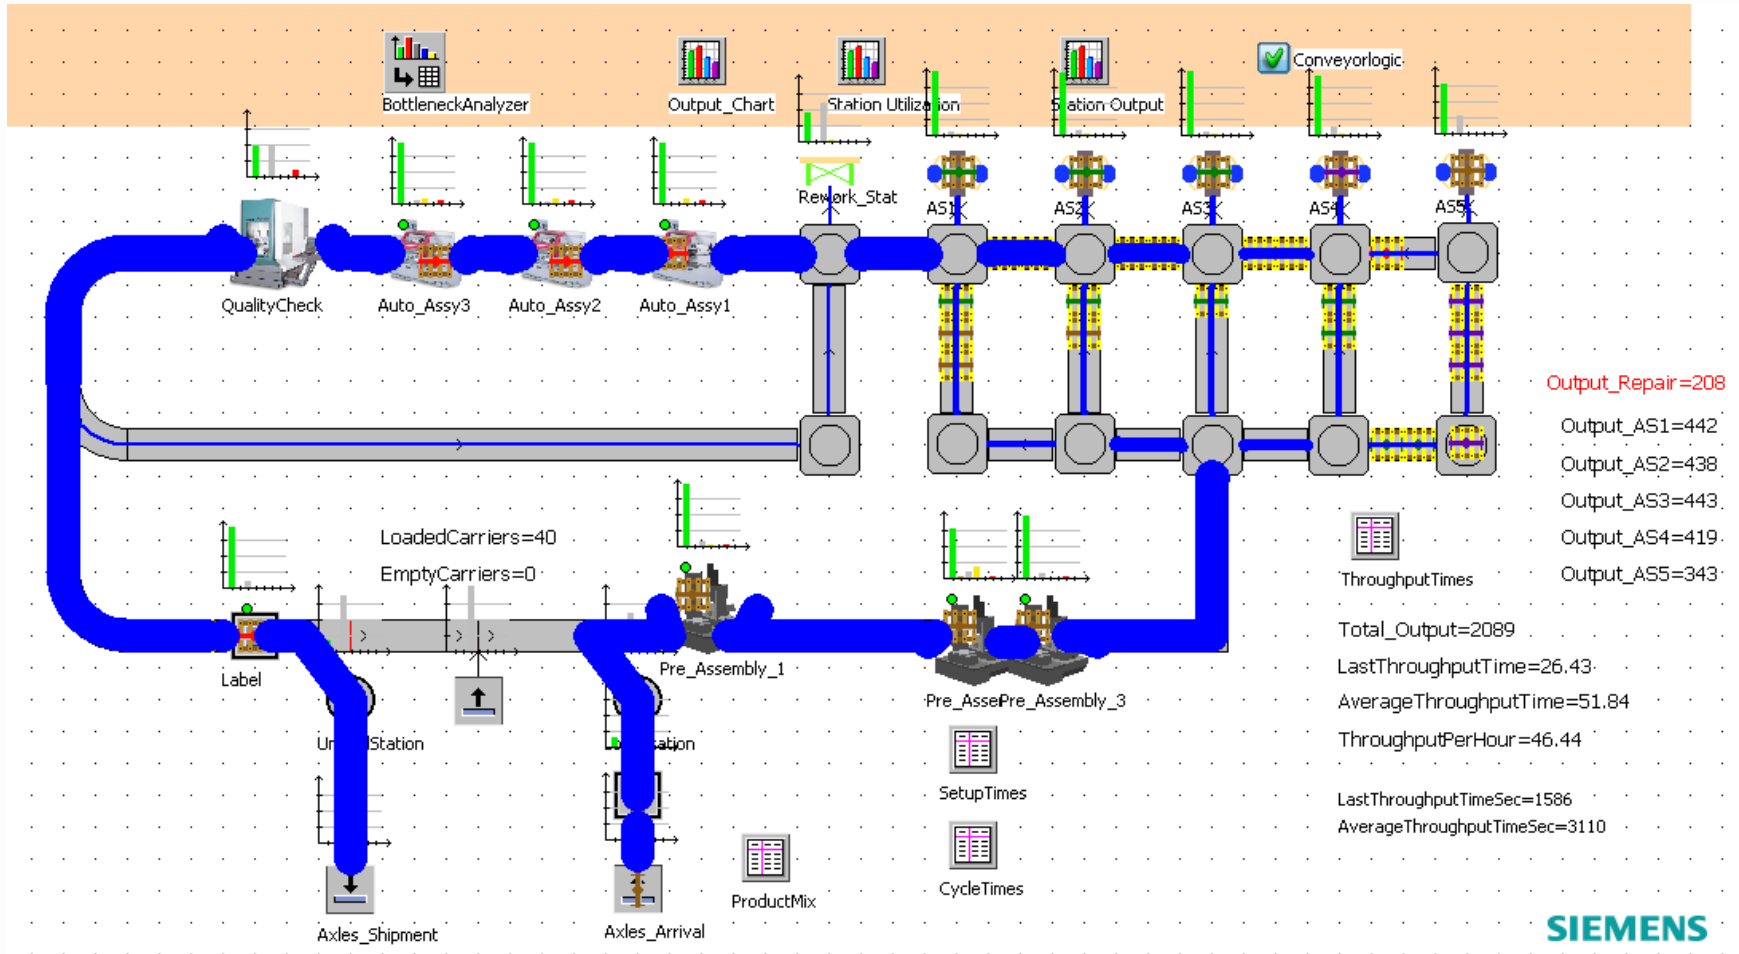 BottleneckAnalyzer
Output_Chart
Station Utilization
Station Output
Conveyorlogic
Rework_Stat
AS1
AS2
AS3
AS4
AS5
QualityCheck
Auto_Assy3
Auto_Assy2
Auto_Assy1
Output_Repair=208
Output_AS1=442
Output_AS2=438
Output_AS3=443
Output_AS4=419
Output_AS5=343
LoadedCarriers=40
EmptyCarriers=0
ThroughputTimes
Total_Output=2089
LastThroughputTime=26.43
AverageThroughputTime=51.84
ThroughputPerHour=46.44
LastThroughputTimeSec=1586
AverageThroughputTimeSec=3110
Label
Pre_Assembly_1
Pre_Asse
Pre_Assembly_3
SetupTimes
CycleTimes
ProductMix
Axles_Shipment
Axles_Arrival
SIEMENS